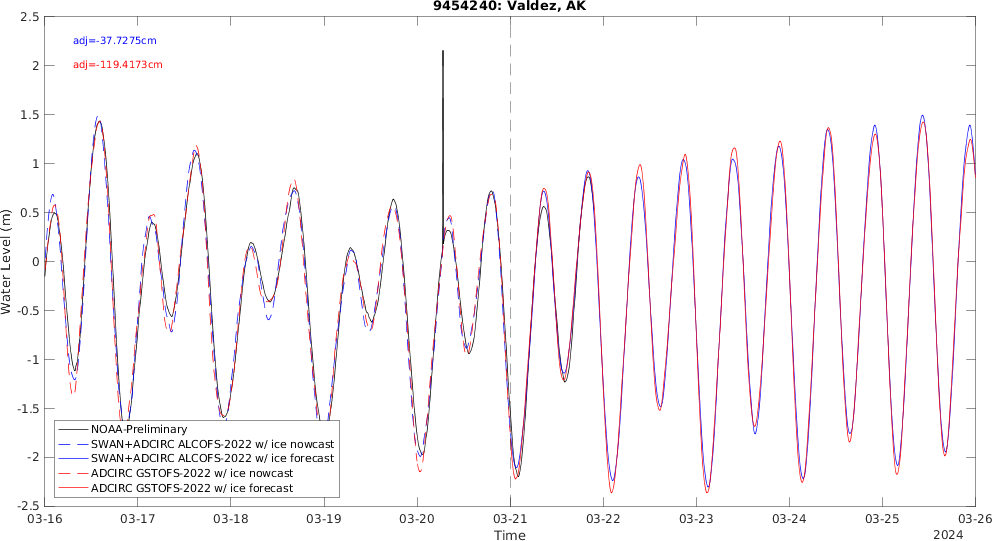 9454240: Valdez, AK
adj=-37.7275cm
adj=-119.4173cm
Water Level (m)
2.5
2
1.5
1
0.5
0
-0.5
-1
-1.5
-2
-2.5
NOAA-Preliminary
SWAN+ADCIRC ALCOFS-2022 w/ ice nowcast
SWAN+ADCIRC ALCOFS-2022 w/ ice forecast
ADCIRC GSTOFS-2022 w/ ice nowcast
ADCIRC GSTOFS-2022 w/ ice forecast
03-16 03-17 03-18 03-19 03-20 03-21 03-22 03-23 03-24 03-25 03-26
Time
2024